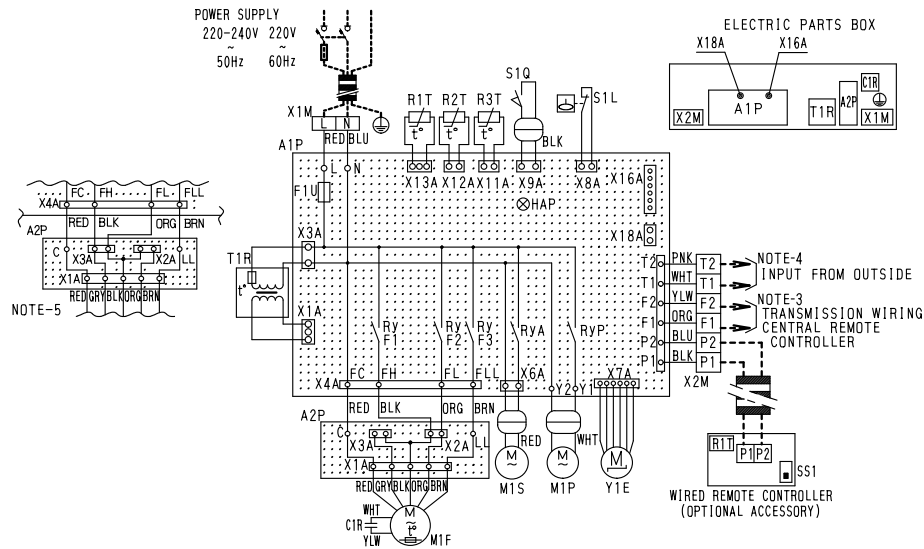 POWER SUPPLY
220-240V 220V
~ ~
50Hz 60Hz
ELECTRIC PARTS BOX
X18A X16A
A1P
X2M
T1R
A2P
C1R
X1M
X1M
L N
RED BLU
A1P
R1T R2T R3T
t° t° t°
S1Q
S1L
BLK
X13A X12A X11A X9A X8A
L N
F1U
HAP
X16A
X18A
X3A
T1R
t°
X1A
FC FH FL FLL
X4A
RED BLK ORG BRN
A2P
C X3A X2A LL
X1A
RED GRY BLK ORG BRN
NOTE-5
Ry F1
Ry F2
Ry F3
RyA
RyP
T2 PNK T2
T1 WHT T1
F2 YLW F2
F1 ORG F1
P2 BLU P2
P1 BLK P1
X2M
NOTE-4
INPUT FROM OUTSIDE
NOTE-3
TRANSMISSION WIRING
CENTRAL REMOTE
CONTROLLER
FC FH FL FLL X6A Y2 Y1 X7A
X4A
RED BLK ORG BRN
A2P
C X3A X2A LL
X1A
RED GRY BLK ORG BRN
RED
WHT
M ~
M ~
M
M1S M1P Y1E
WHT
C1R
YLW
M ~ t°
M1F
R1T
P1 P2
SS1
WIRED REMOTE CONTROLLER
(OPTIONAL ACCESSORY)